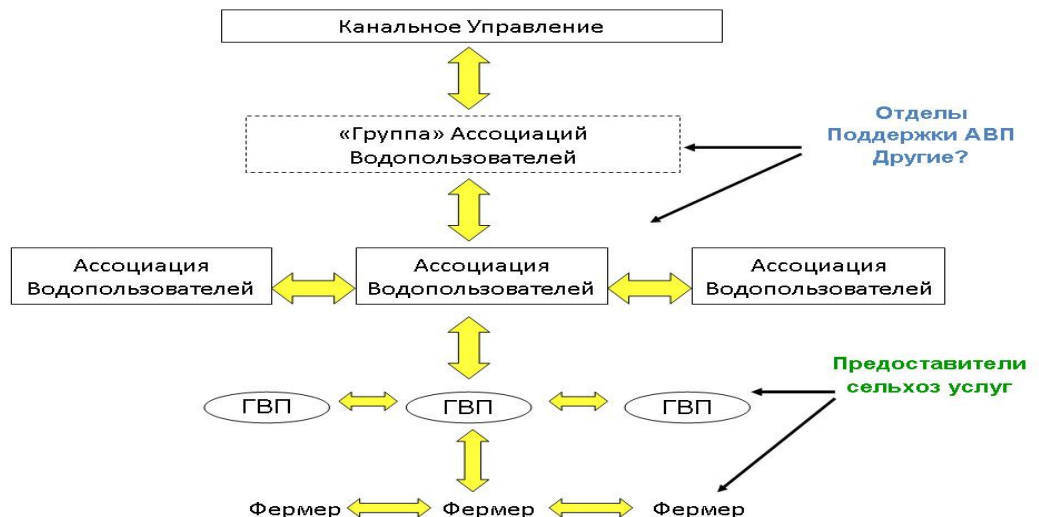 Канальное Управление
«Группа» Ассоциаций
Водопользователей
Отделы
Поддержки АВП
Другие?
Ассоциация
Водопользователей
Ассоциация
Водопользователей
Ассоциация
Водопользователей
Предоставители
сельхоз услуг
ГВП
ГВП
ГВП
Фермер
Фермер
Фермер